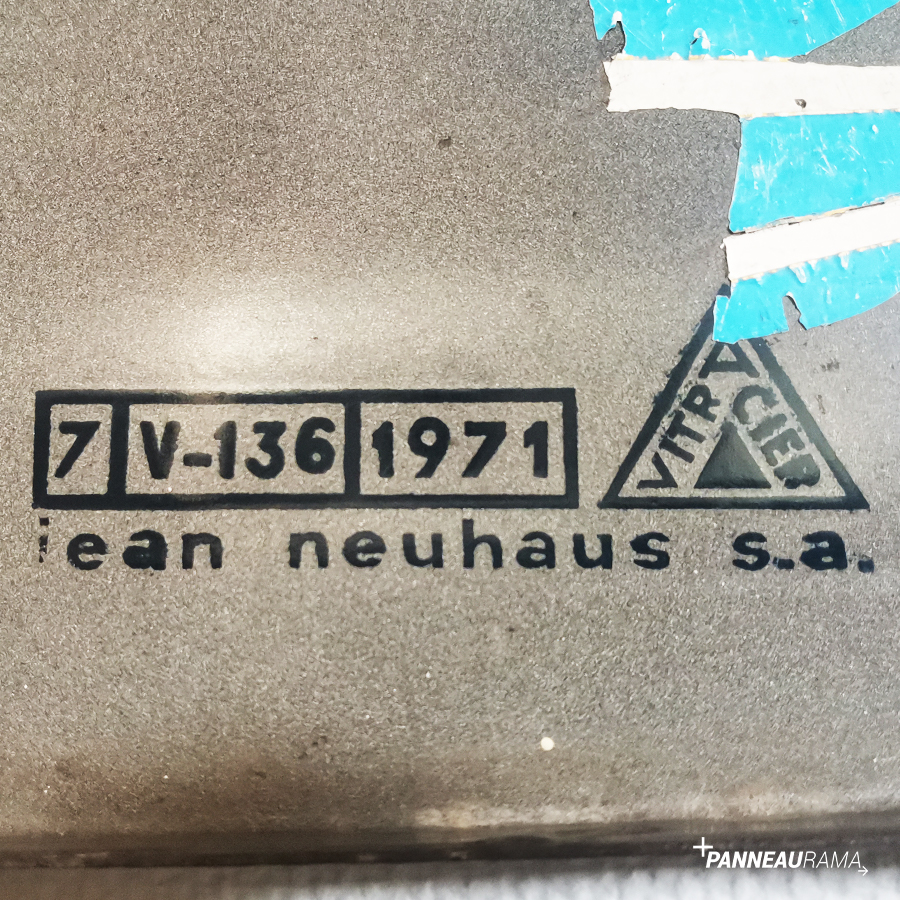 7 V-136 1971
VITRACIER
jean neuhaus s.a.
+PANNEAURAMA